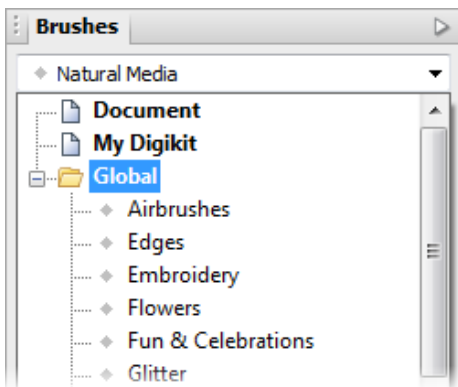 Brushes
Natural Media
Document
My Digikit
Global
Airbrushes
Edges
Embroidery
Flowers
Fun & Celebrations
Glitter